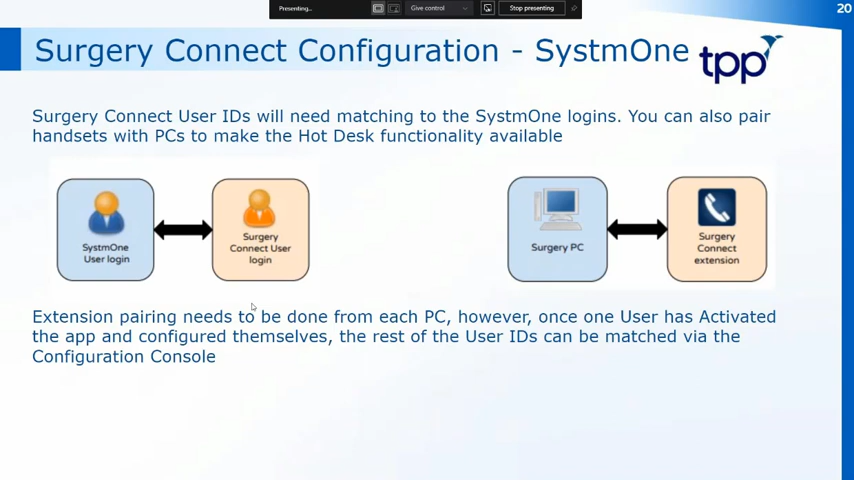 Presenting...
Give control
Stop presenting
20
Surgery Connect Configuration - SystmOne
tpp
Surgery Connect User IDs will need matching to the SystmOne logins. You can also pair
handsets with PCs to make the Hot Desk functionality available
SystmOne
User login
Surgery
Connect User
login
Surgery PC
Surgery
Connect
extension
Extension pairing needs to be done from each PC, however, once one User has Activated
the app and configured themselves, the rest of the User IDs can be matched via the
Configuration Console